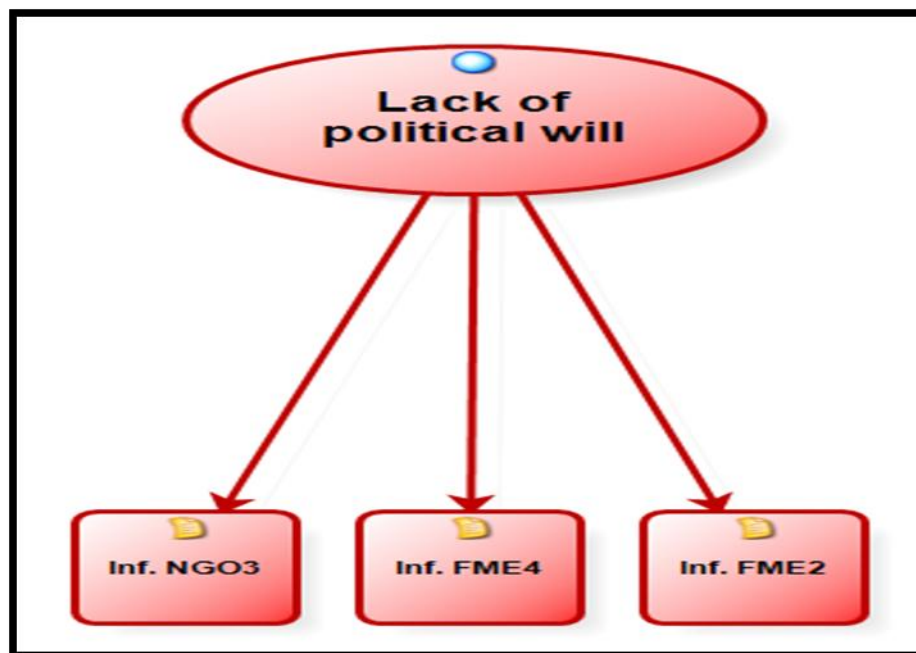 Lack of
political will
Inf. NGO3
Inf. FME4
Inf. FME2